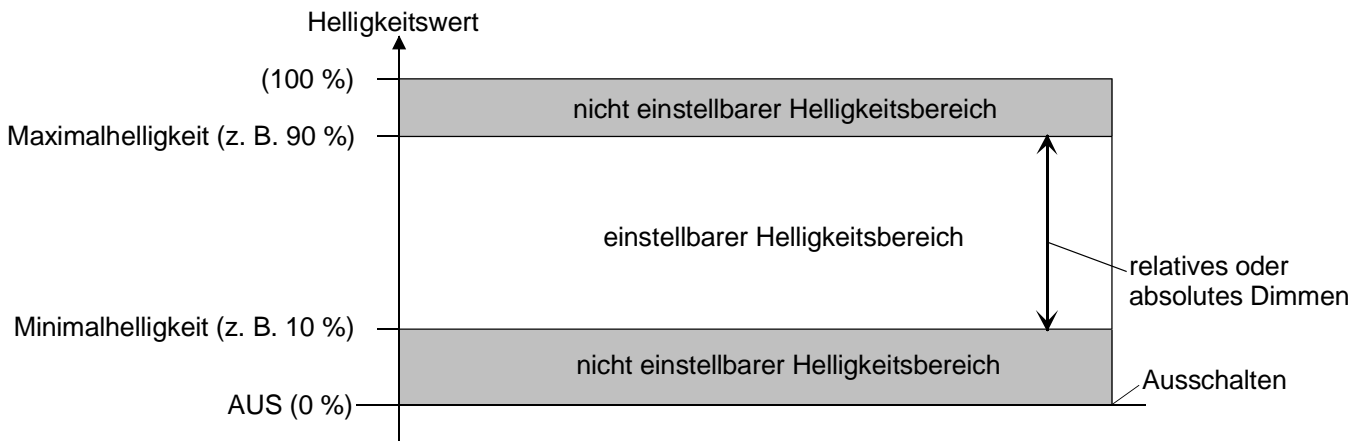 Helligkeitswert
(100 %)
nicht einstellbarer Helligkeitsbereich
Maximalhelligkeit (z. B. 90 %)
einstellbarer Helligkeitsbereich
relatives oder
absolutes Dimmen
Minimalhelligkeit (z. B. 10 %)
nicht einstellbarer Helligkeitsbereich
Ausschalten
AUS (0 %)